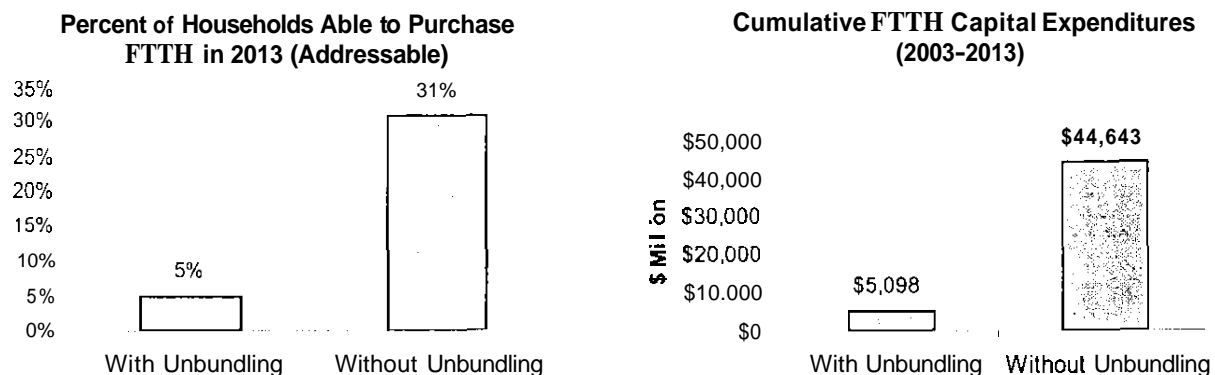 Percent of Households Able to Purchase
FTTH in 2013 (Addressable)
35%
30%
25%
20%
15%
10%
5%
0%
31%
5%
With Unbundling
Without Unbundling
Cumulative FTTH Capital Expenditures
(2003-2013)
$ Mil on
$50,000
$40,000
$30,000
$20,000
$10.000
$0
$44,643
$5,098
With Unbundling
Without Unbundling